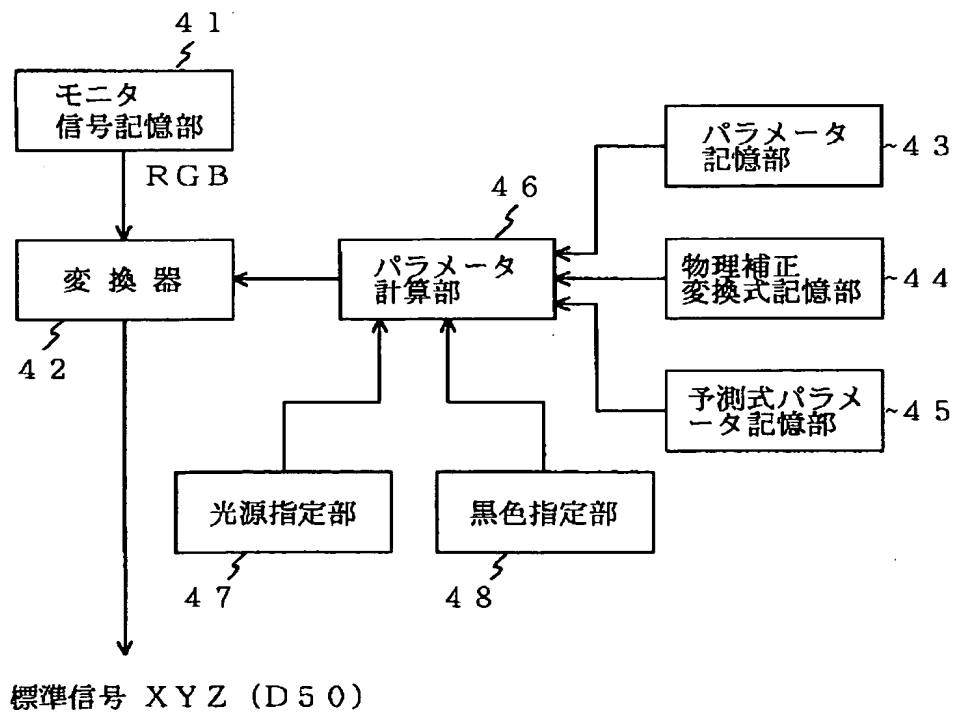 ４１
モニタ
信号記憶部
ＲＧＢ
変換器
４２
４６
パラメータ
計算部
パラメータ
記憶部
~４３
物理補正
変換式記憶部
~４４
予測式パラメ
ータ記憶部
~４５
光源指定部
４７
黒色指定部
４８
標準信号 ＸＹＺ（Ｄ５０）